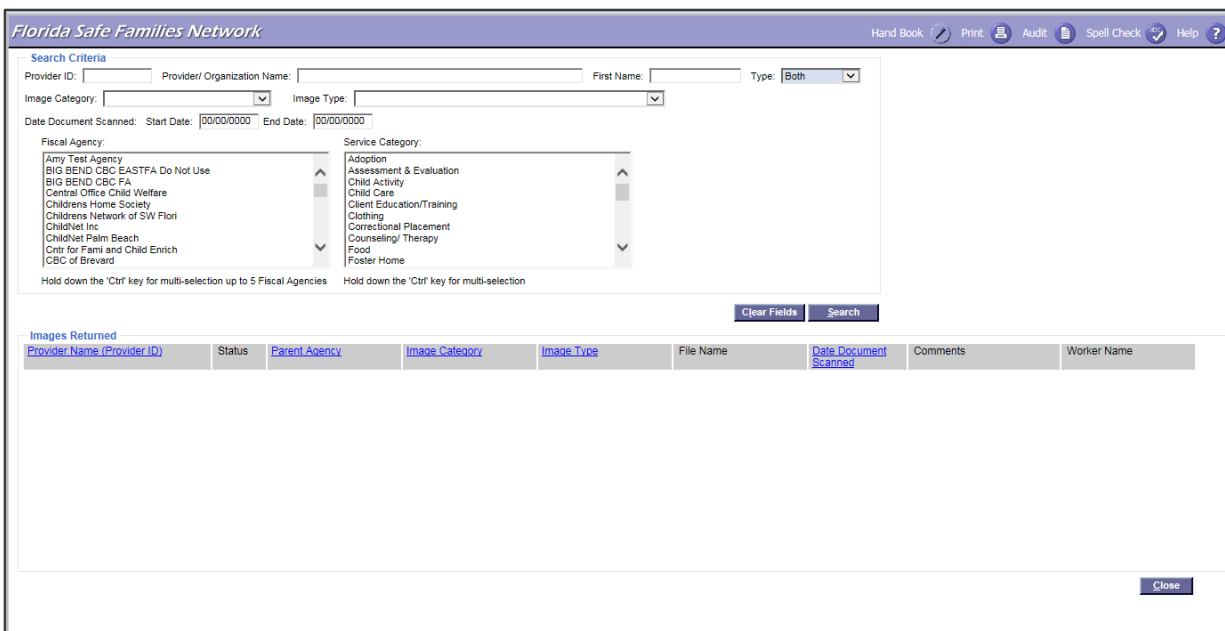 Florida Safe Families Network
Hand Book Print Audit Spell Check abc Help ?
Search Criteria
Provider ID: Provider/ Organization Name: First Name: Type: Both
Image Category: Image Type:
Date Document Scanned: Start Date: 00/00/0000 End Date: 00/00/0000
Fiscal Agency: Service Category:
Amy Test Agency Adoption
BIG BEND CBC EASTFA Do Not Use Assessment & Evaluation
BIG BEND CBC FA Child Activity
Central Office Child Welfare Child Care
Childrens Home Society Client Education/Training
Childrens Network of SW Flori Clothing
ChildNet Inc Correctional Placement
ChildNet Palm Beach Counseling/ Therapy
Cntr for Fami and Child Enrich Food
CBC of Brevard Foster Home
Hold down the 'Ctrl' key for multi-selection up to 5 Fiscal Agencies Hold down the 'Ctrl' key for multi-selection
Clear Fields Search
Images Returned
Provider Name (Provider ID) Status Parent Agency Image Category Image Type File Name Date Document Comments Worker Name
Scanned
Close